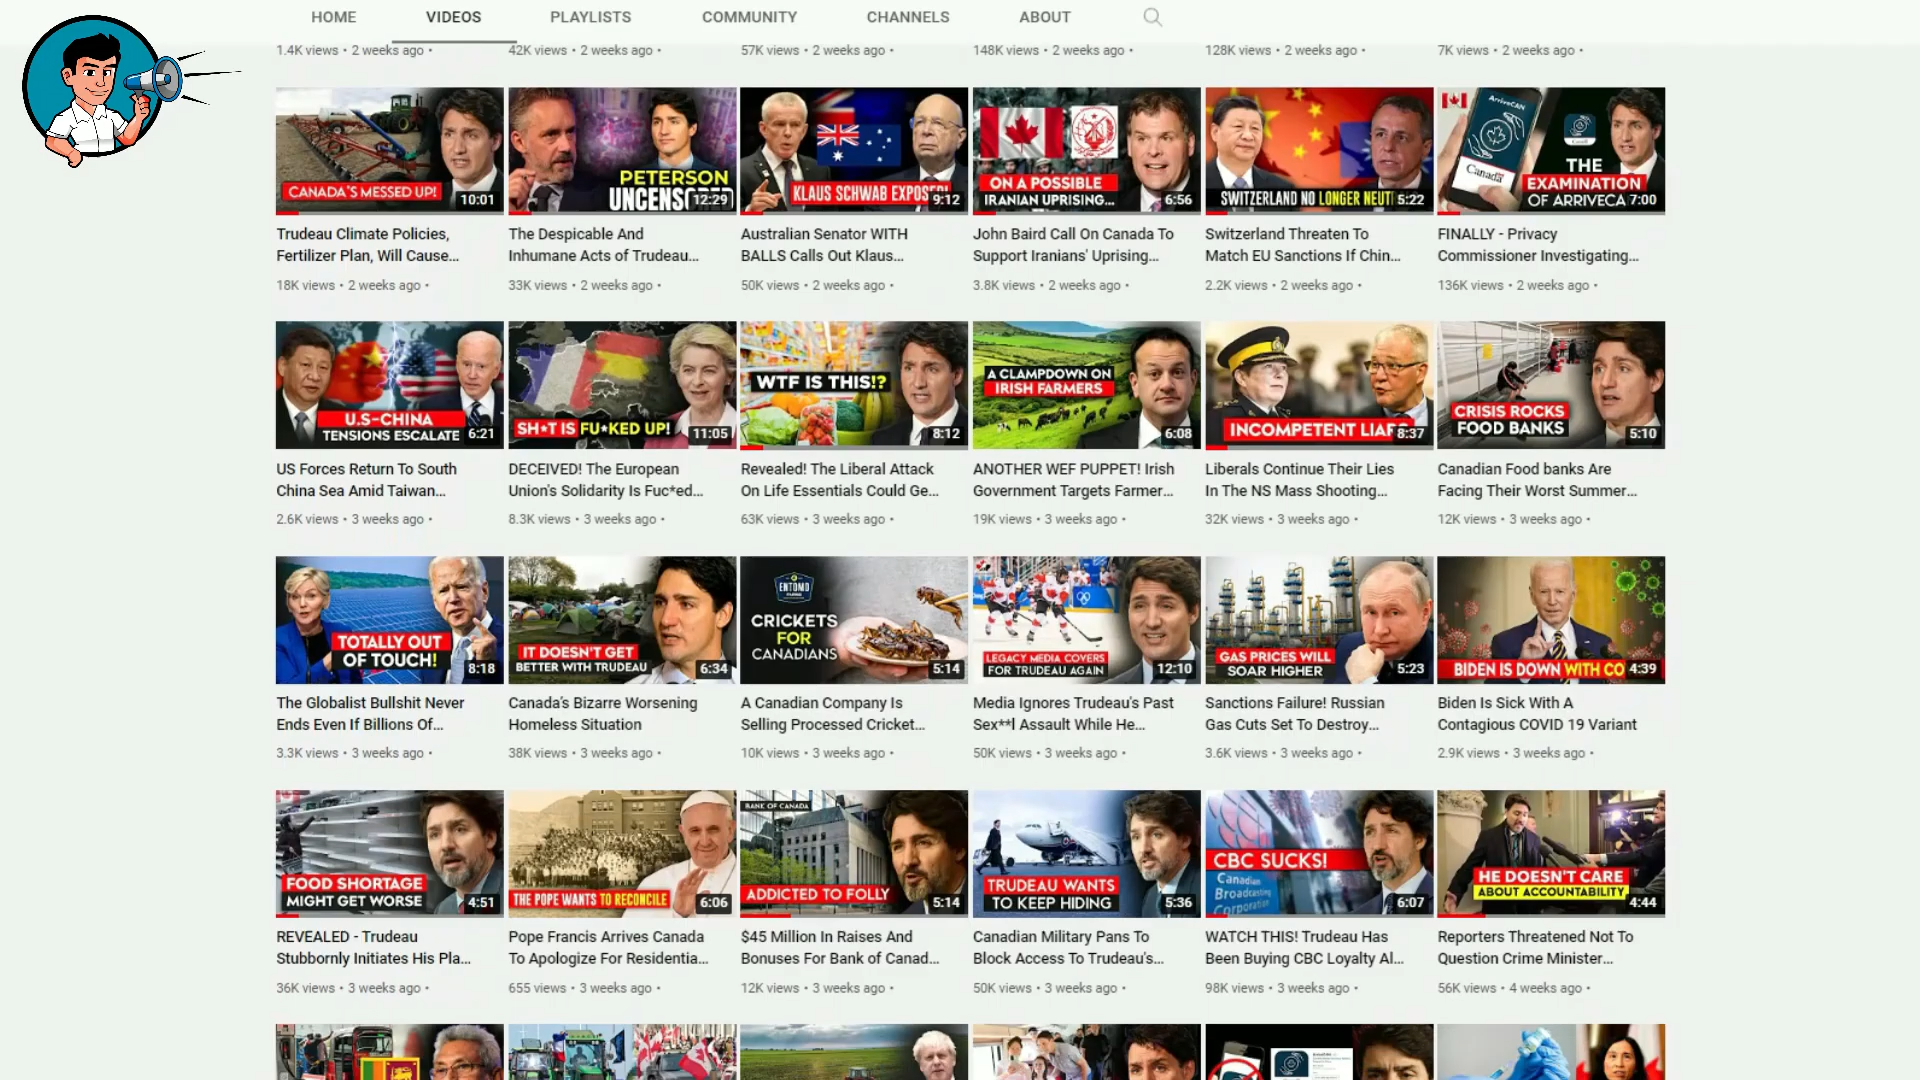 HOME VIDEOS PLAYLISTS COMMUNITY CHANNELS ABOUT
1.4K views • 2 weeks ago •
42K views • 2 weeks ago •
57K views • 2 weeks ago •
148K views • 2 weeks ago •
128K views • 2 weeks ago •
7K views • 2 weeks ago •
CANADA'S MESSED UP!
10:01
Trudeau Climate Policies,
Fertilizer Plan, Will Cause...
18K views • 2 weeks ago •
PETERSON
12:29
The Despicable And
Inhumane Acts of Trudeau...
33K views • 2 weeks ago •
KLAUS SCHWAB
9:12
Australian Senator WITH
BALLS Calls Out Klaus...
50K views • 2 weeks ago •
ON A POSSIBLE
IRANIAN UPRISING...
6:56
John Baird Call On Canada To
Support Iranians' Uprising...
3.8K views • 2 weeks ago •
SWITZERLAND NO LONGER
5:22
Switzerland Threaten To
Match EU Sanctions If Chin...
2.2K views • 2 weeks ago •
ArriveCAN
Canada
THE
EXAMINATION
OF ARRIVECA
7:00
FINALLY - Privacy
Commissioner Investigating...
136K views • 2 weeks ago •
U.S-CHINA
TENSIONS ESCALATE
6:21
US Forces Return To South
China Sea Amid Taiwan...
2.6K views • 3 weeks ago •
SH*T IS FU*KED UP!
11:05
DECEIVED! The European
Union's Solidarity Is Fuc*ed...
8.3K views • 3 weeks ago •
WTF IS THIS!?
8:12
Revealed! The Liberal Attack
On Life Essentials Could Ge...
63K views • 3 weeks ago •
A CLAMPDOWN ON
IRISH FARMERS
6:08
ANOTHER WEF PUPPET! Irish
Government Targets Farmer...
19K views • 3 weeks ago •
INCOMPETENT
8:37
Liberals Continue Their Lies
In The NS Mass Shooting...
32K views • 3 weeks ago •
CRISIS ROCKS
FOOD BANKS
5:10
Canadian Food banks Are
Facing Their Worst Summer...
12K views • 3 weeks ago •
TOTALLY OUT
OF TOUCH!
8:18
The Globalist Bullshit Never
Ends Even If Billions Of...
3.3K views • 3 weeks ago •
IT DOESN'T GET
BETTER WITH TRUDEAU
6:34
Canada's Bizarre Worsening
Homeless Situation
38K views • 3 weeks ago •
ENTOMO
CRICKETS
FOR
CANADIANS
5:14
A Canadian Company Is
Selling Processed Cricket...
10K views • 3 weeks ago •
LEGACY MEDIA COVERS
FOR TRUDEAU AGAIN
12:10
Media Ignores Trudeau's Past
Sex**l Assault While He...
50K views • 3 weeks ago •
GAS PRICES WILL
SOAR HIGHER
5:23
Sanctions Failure! Russian
Gas Cuts Set To Destroy...
3.6K views • 3 weeks ago •
BIDEN IS DOWN WITH CO
4:39
Biden Is Sick With A
Contagious COVID 19 Variant
2.9K views • 3 weeks ago •
FOOD SHORTAGE
MIGHT GET WORSE
4:51
REVEALED - Trudeau
Stubbornly Initiates His Pla...
36K views • 3 weeks ago •
THE POPE WANTS TO RECONCILE
6:06
Pope Francis Arrives Canada
To Apologize For Residentia...
655 views • 3 weeks ago •
BANK OF CANADA
ADDICTED TO FOLLY
5:14
$45 Million In Raises And
Bonuses For Bank of Canad...
12K views • 3 weeks ago •
TRUDEAU WANTS
TO KEEP HIDING
5:36
Canadian Military Pans To
Block Access To Trudeau's...
50K views • 3 weeks ago •
CBC SUCKS!
Canadian
Broadcasting
Corporation
6:07
WATCH THIS! Trudeau Has
Been Buying CBC Loyalty Al...
98K views • 3 weeks ago •
HE DOESN'T CARE
ABOUT ACCOUNTABILITY
4:44
Reporters Threatened Not To
Question Crime Minister...
56K views • 4 weeks ago •